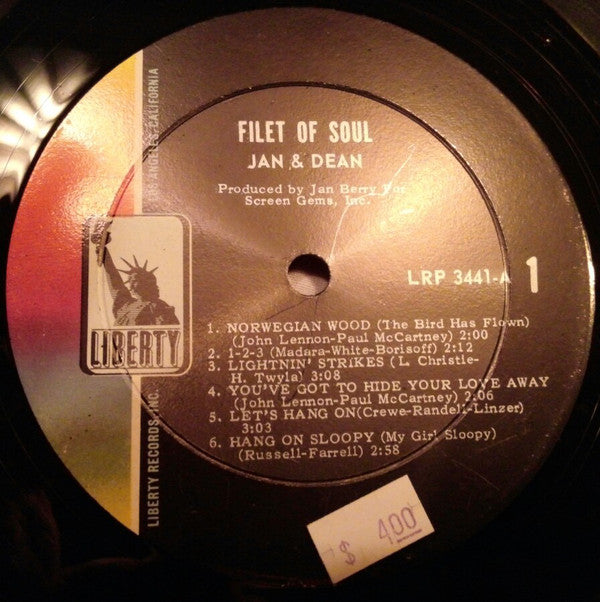 FILET OF SOUL
JAN & DEAN
Produced by Jan Berry For
Screen Gems, Inc.
LRP 3441-A 1
1. NORWEGIAN WOOD (The Bird Has Flown)
(John Lennon-Paul McCartney) 2:00
2. 1-2-3 (Madara-White-Borisoff) 2:12
3. LIGHTNIN' STRIKES (L. Christie-
H. Twyla) 3:08
4. YOU'VE GOT TO HIDE YOUR LOVE AWAY
(John Lennon-Paul McCartney) 2:06
5. LET'S HANG ON(Crewe-Randell-Linzer)
3:03
6. HANG ON SLOOPY (My Girl Sloopy)
(Russell-Farrell) 2:58
LIBERTY
LIBERTY RECORDS, INC.
LOS ANGELES, CALIFORNIA
$ 400